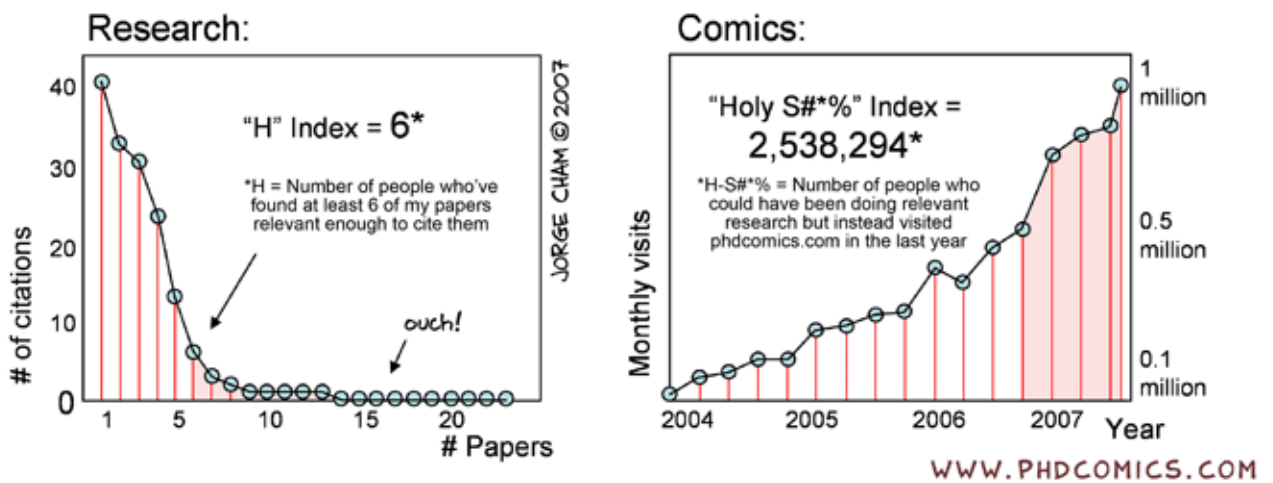 Research:
40
30
20
10
0
# of citations
"H" Index = 6*
*H = Number of people who've
found at least 6 of my papers
relevant enough to cite them
ouch!
1
5
10
15
20
# Papers
JORGE CHAM © 2007
Comics:
"Holy S#*%" Index =
2,538,294*
*H-S#*% = Number of people who
could have been doing relevant
research but instead visited
phdcomics.com in the last year
Monthly visits
1
million
0.5
million
0.1
million
2004
2005
2006
2007
Year
WWW.PHDCOMICS.COM